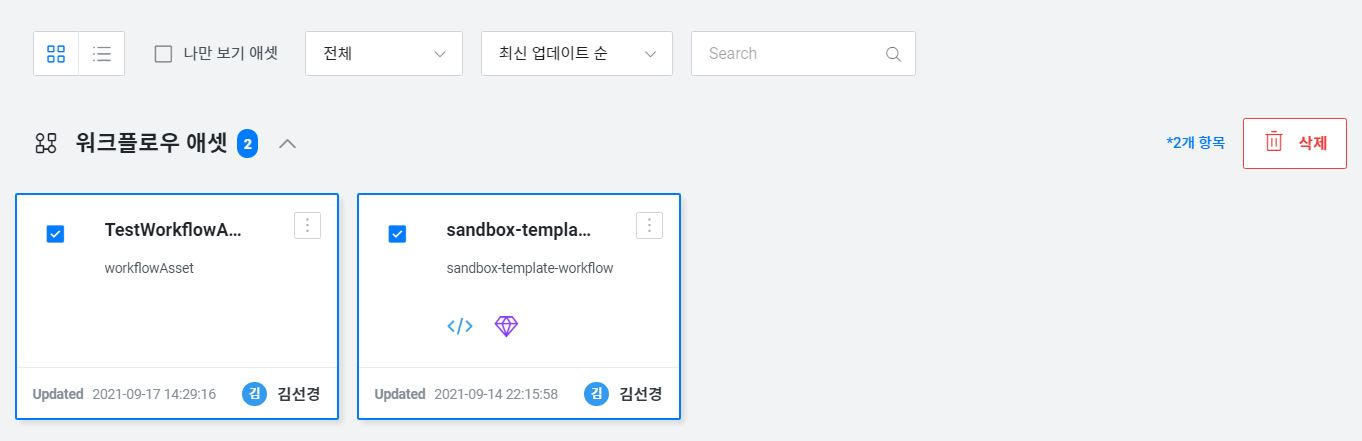 나만 보기 애셋 전체 최신 업데이트 순 Search
워크플로우 애셋 2 *2개 항목 삭제
TestWorkflowA...
workflowAsset
Updated 2021-09-17 14:29:16 김 김선경
sandbox-templa...
sandbox-template-workflow
</>
Updated 2021-09-14 22:15:58 김 김선경